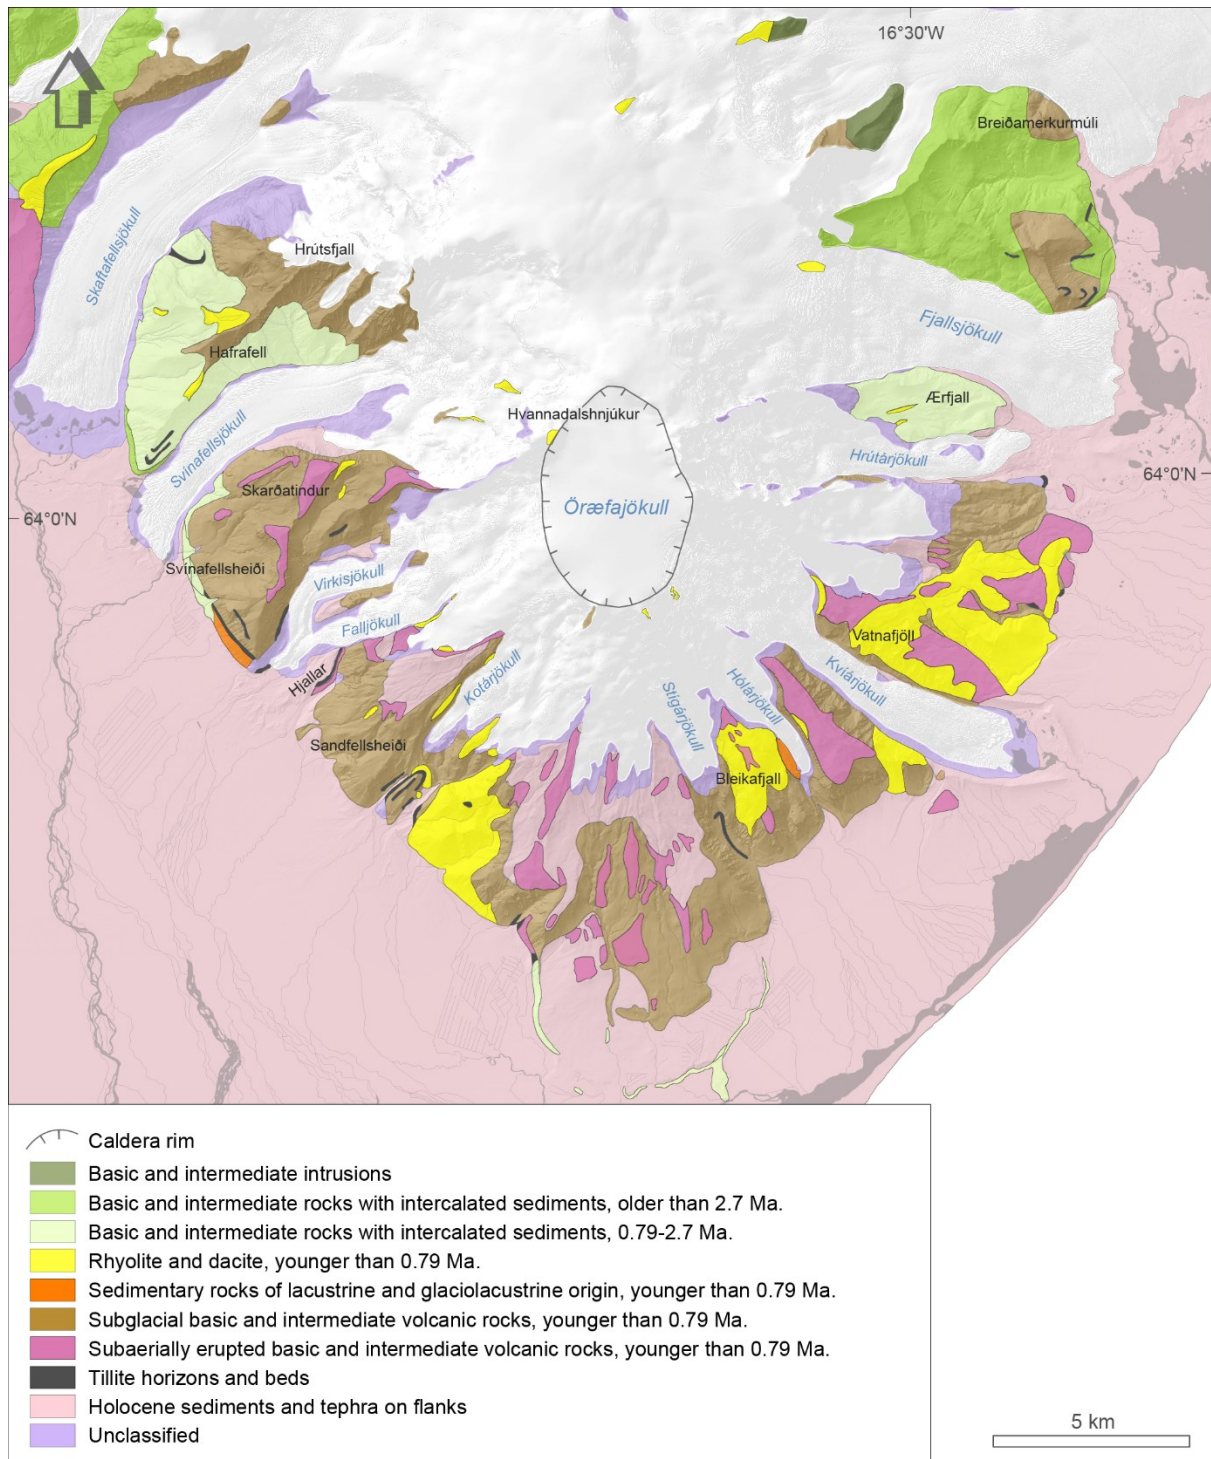 16°30'W
Breiðamerkurmúli
Skaftafellsjökull
Hrútsfjall
Fjallsjökull
Hafrafell
Ærfjall
Hvannadalshnjúkur
Svínafellsjökull
Hrútárjökull
Skarðatindur
64°0'N
Öræfajökull
64°0'N
Svínafellsheiði
Virkisjökull
Falljökull
Vatnafjöll
Hjallar
Kotárjökull
Stígárjökull
Hólárjökull
Kvíárjökull
Sandfellsheiði
Bleikafjall
Caldera rim
Basic and intermediate intrusions
Basic and intermediate rocks with intercalated sediments, older than 2.7 Ma.
Basic and intermediate rocks with intercalated sediments, 0.79-2.7 Ma.
Rhyolite and dacite, younger than 0.79 Ma.
Sedimentary rocks of lacustrine and glaciolacustrine origin, younger than 0.79 Ma.
Subglacial basic and intermediate volcanic rocks, younger than 0.79 Ma.
Subaerially erupted basic and intermediate volcanic rocks, younger than 0.79 Ma.
Tillite horizons and beds
Holocene sediments and tephra on flanks
Unclassified
5 km